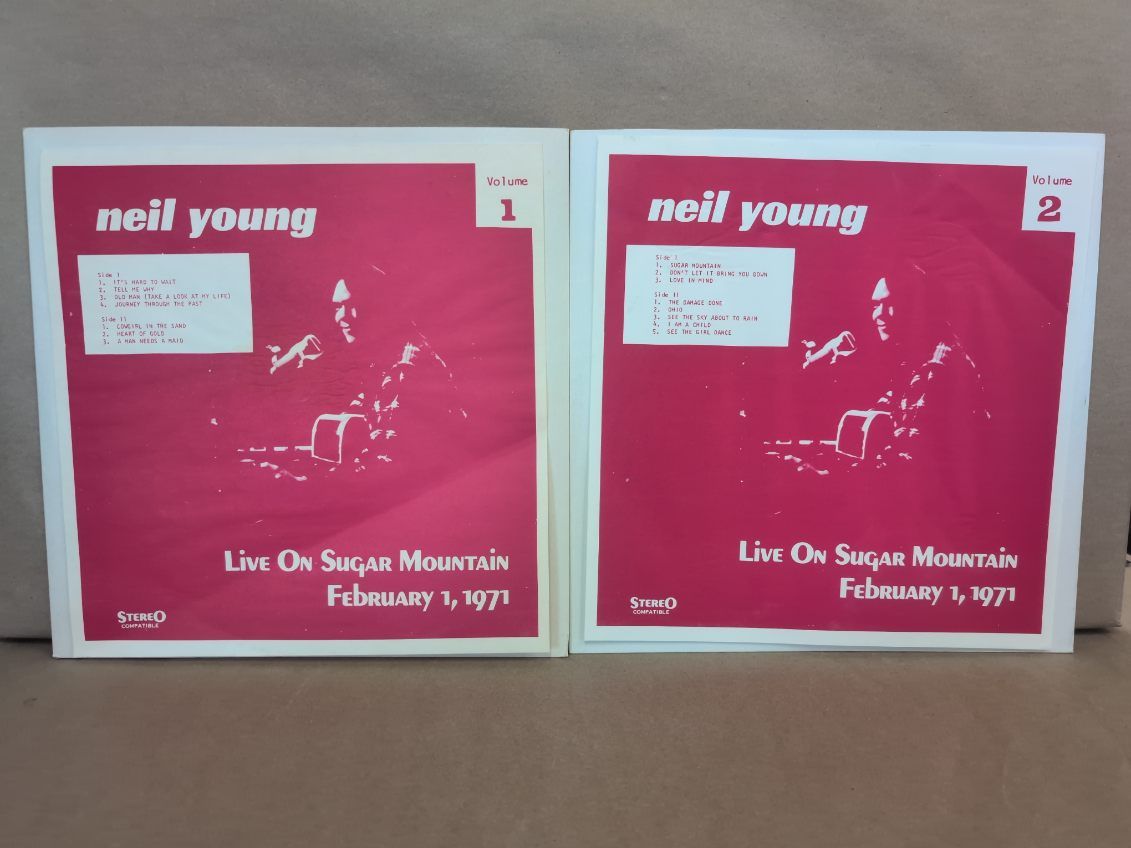 Volume
1
neil young
Side I
1. IT'S HARD TO WAIT
2. TELL ME WHY
3. OLD MAN (TAKE A LOOK AT MY LIFE)
4. JOURNEY THROUGH THE PAST
Side II
1. COWGIRL IN THE SAND
2. HEART OF GOLD
3. A MAN NEEDS A MAID
Live On Sugar Mountain
February 1, 1971
STEREO
COMPATIBLE
Volume
2
neil young
Side I
1. SUGAR MOUNTAIN
2. DON'T LET IT BRING YOU DOWN
3. LOVE IN MIND
Side II
1. THE DAMAGE DONE
2. OHIO
3. SEE THE SKY ABOUT TO RAIN
4. I AM A CHILD
5. SEE THE GIRL DANCE
Live On Sugar Mountain
February 1, 1971
STEREO
COMPATIBLE